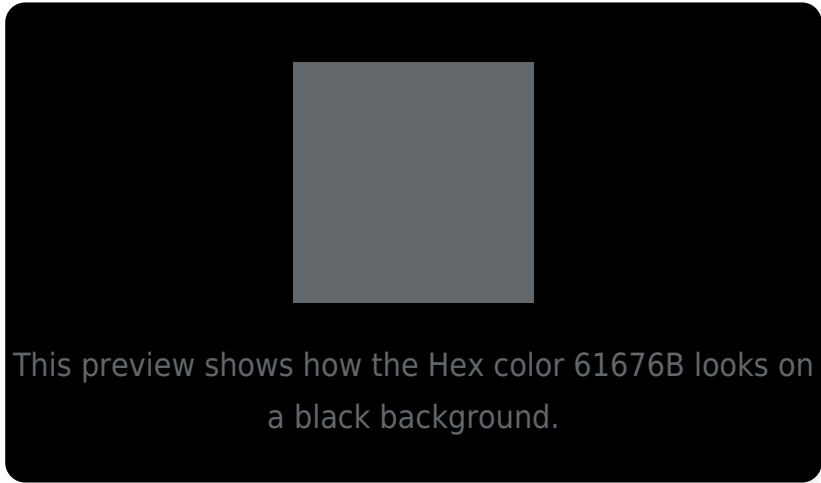 This preview shows how the Hex color 61676B looks on
a black background.